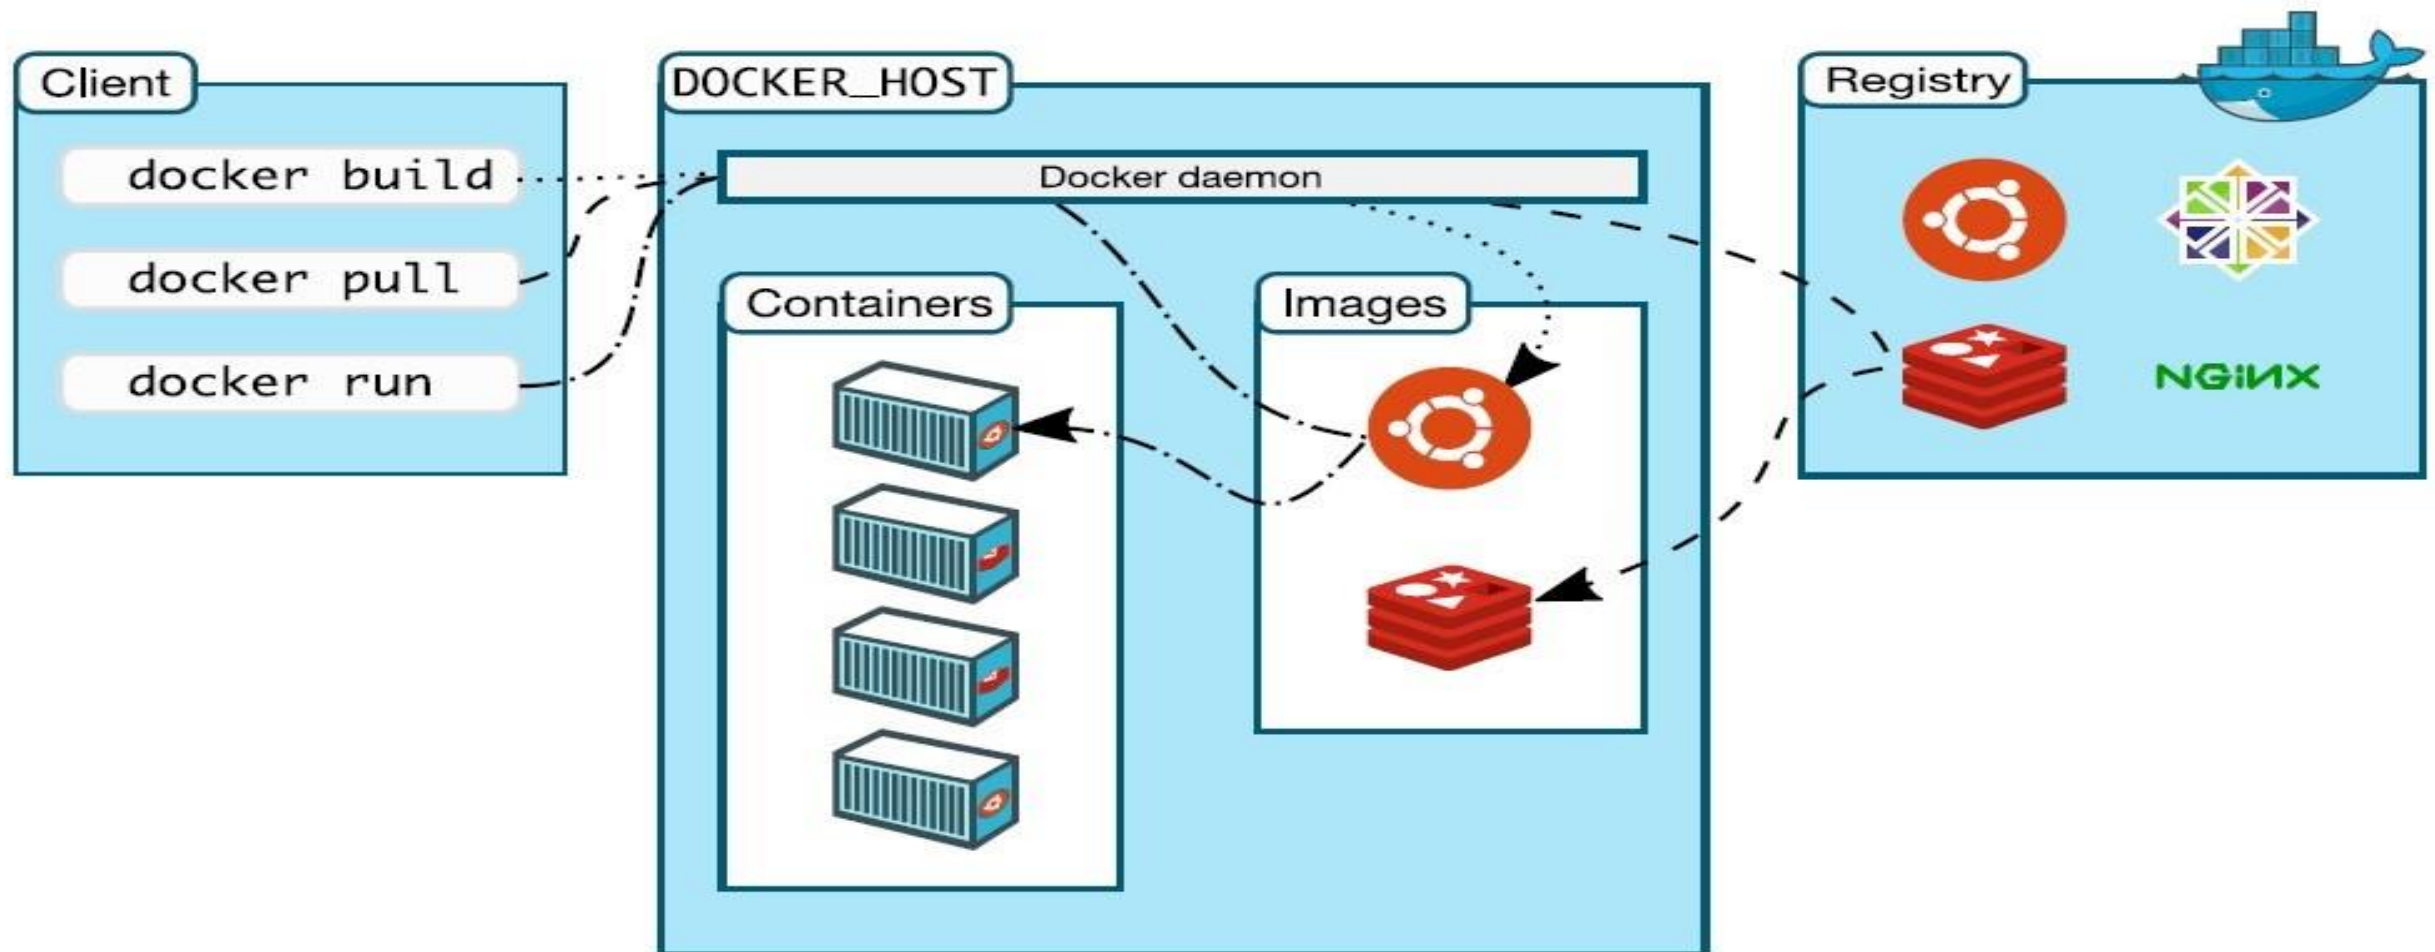 Client
docker build
docker pull
docker run
DOCKER_HOST
Docker daemon
Containers
Images
Registry
NGiNX